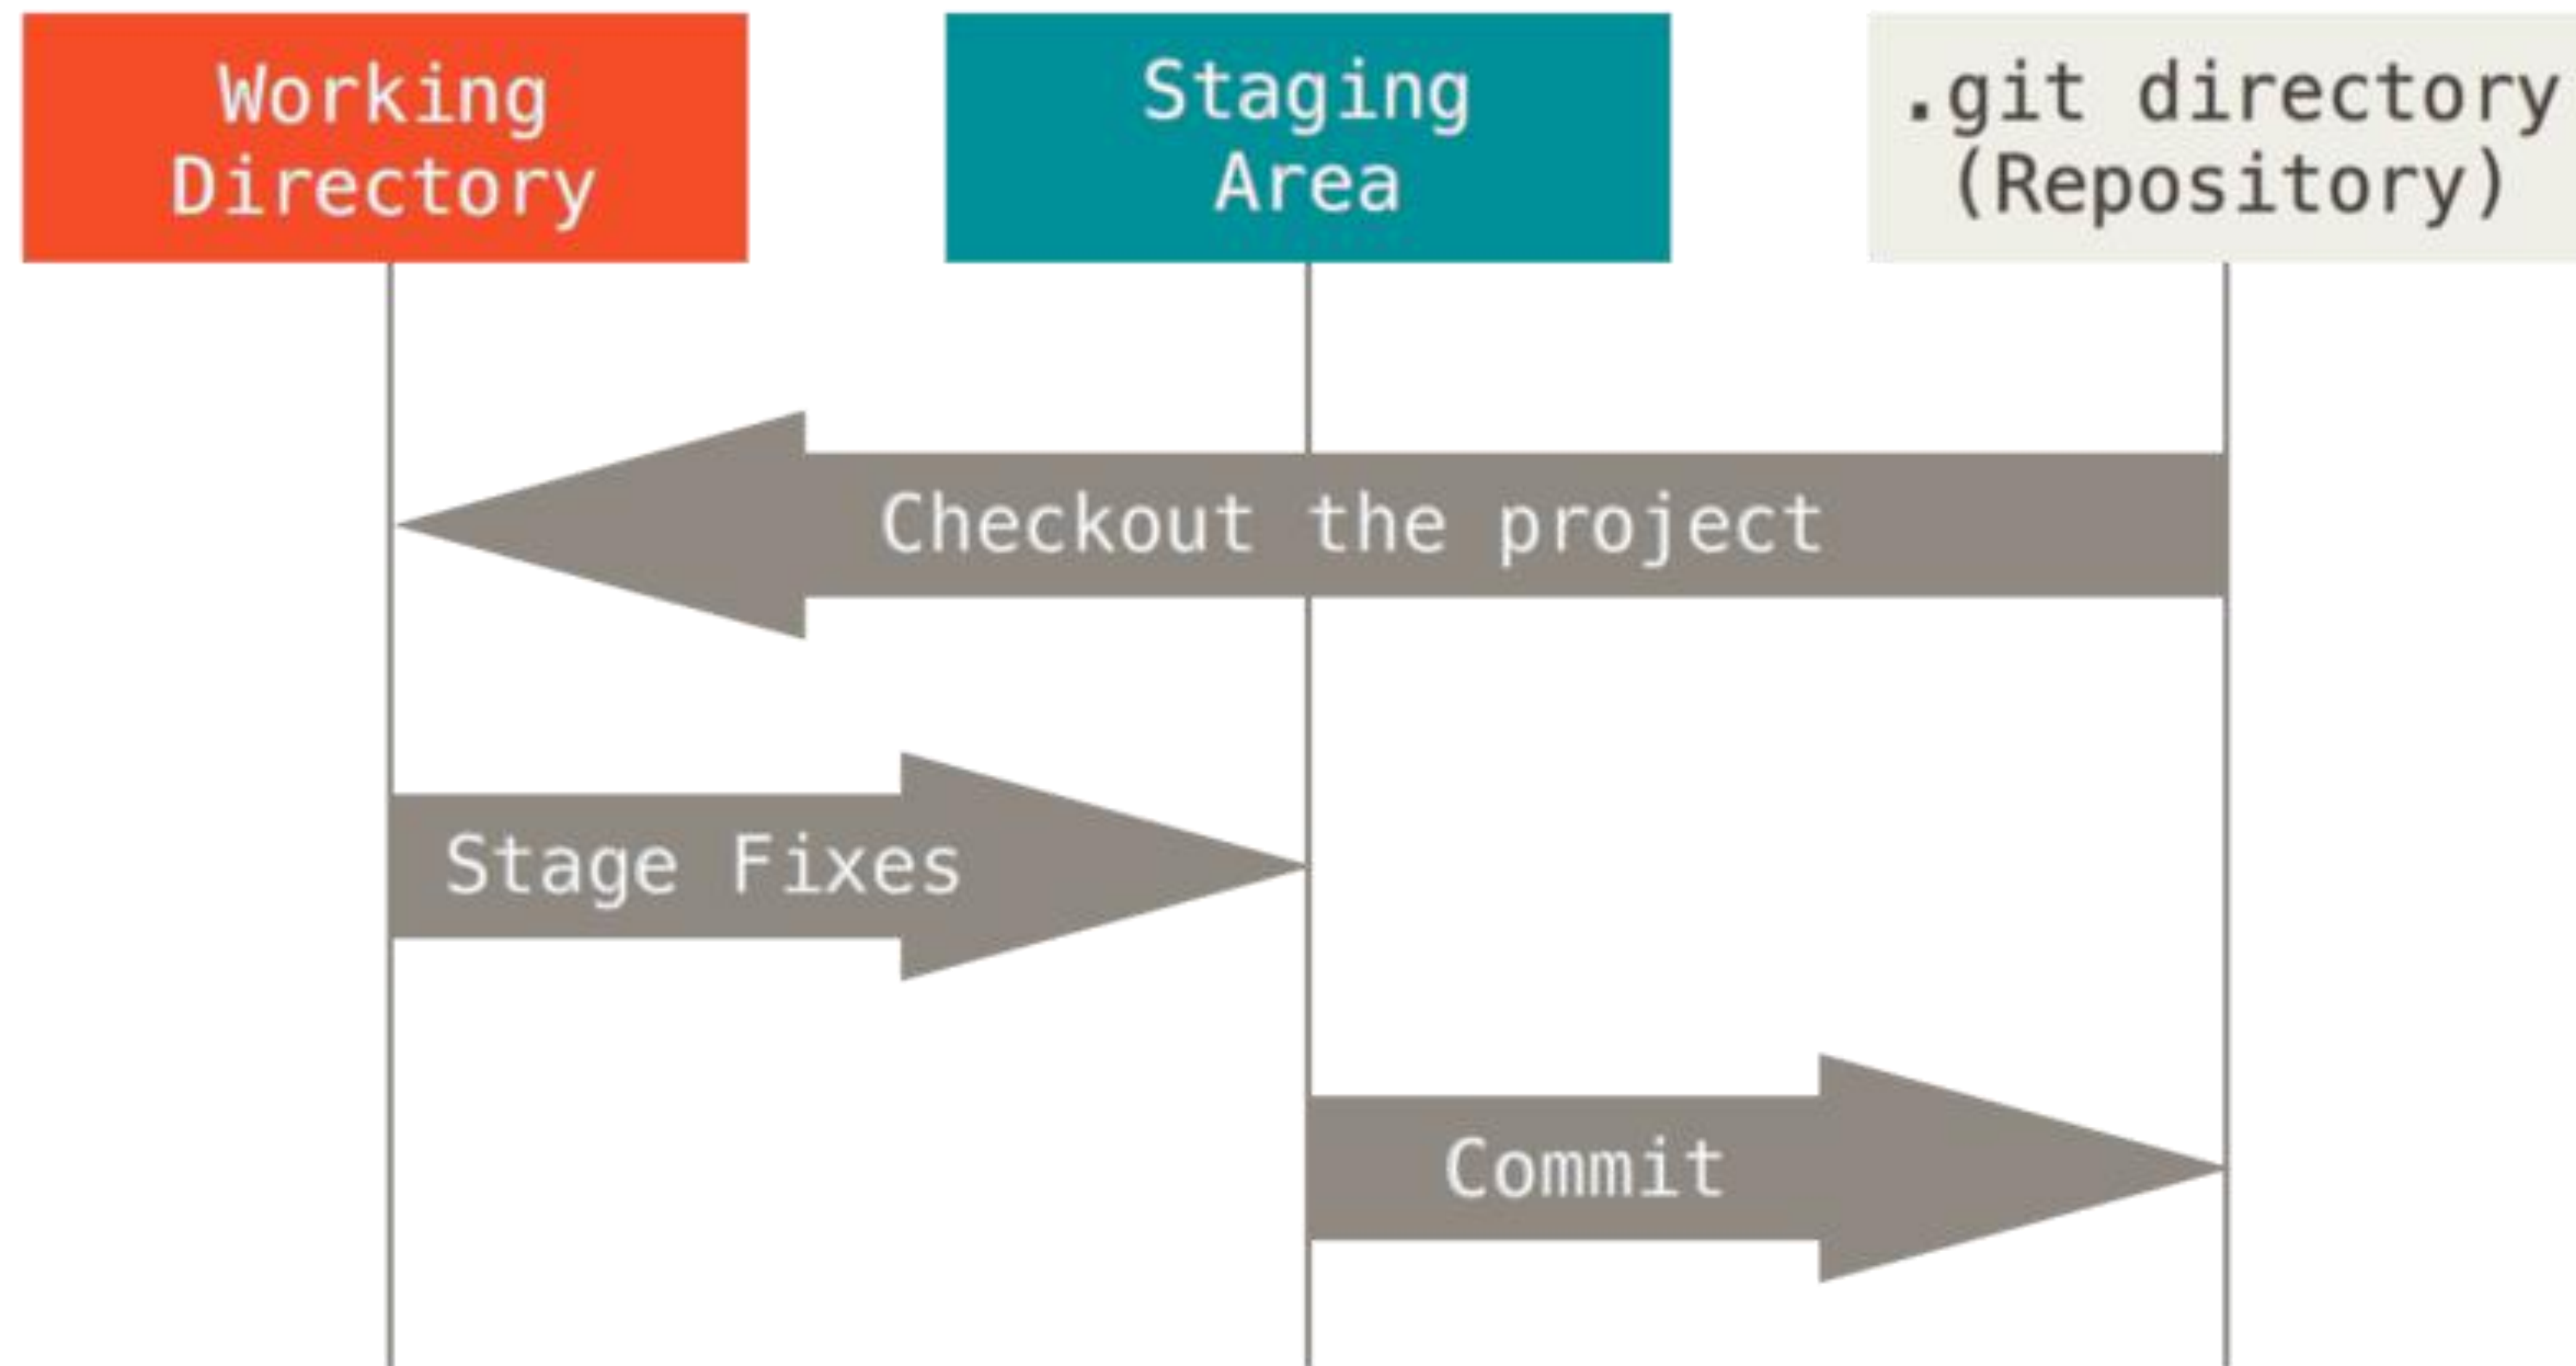 Working
Directory
Staging
Area
.git directory
(Repository)
Checkout the project
Stage Fixes
Commit